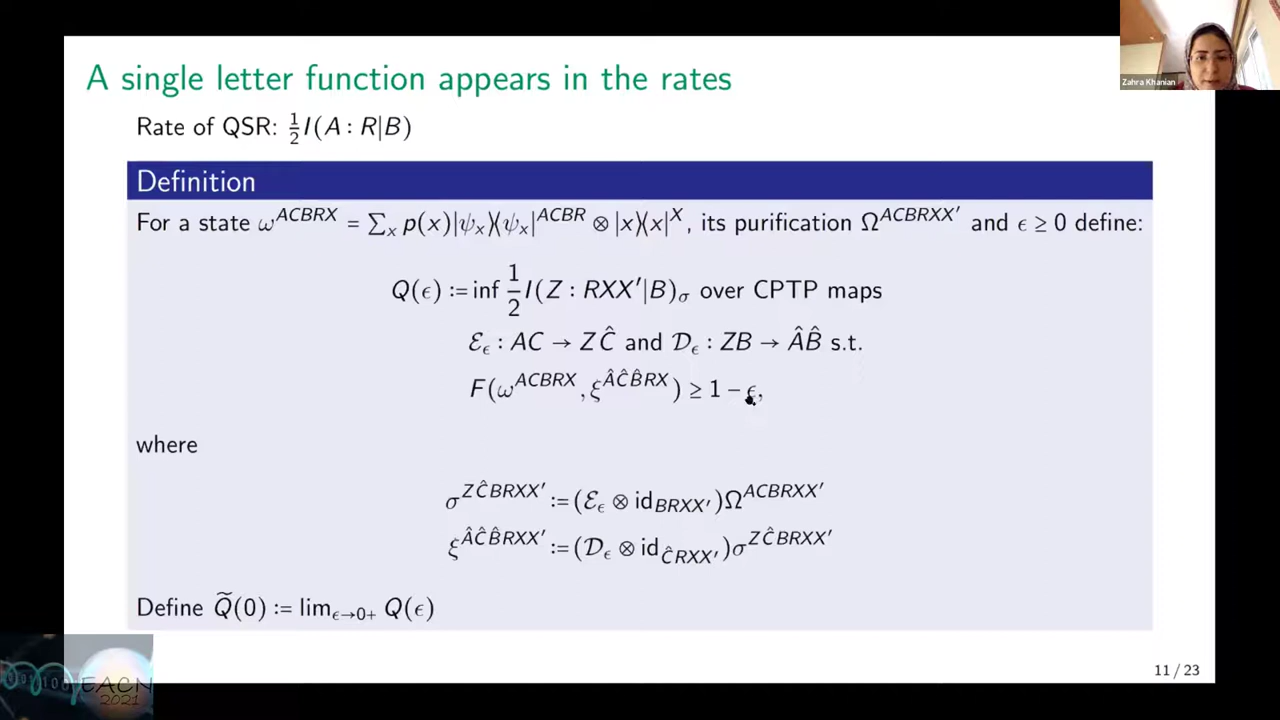 Zahra Khanian
A single letter function appears in the rates
Rate of QSR: ½I(A : R|B)
Definition
For a state ω^{ACBRX} = ∑_x p(x)|ψ_x⟩⟨ψ_x|^{ACBR} ⊗ |x⟩⟨x|^X, its purification Ω^{ACBRXX′} and ϵ ≥ 0 define:
Q(ϵ) := inf ½ I(Z : RXX′|B)_σ over CPTP maps
ℰ_ϵ : AC → ZĈ and 𝒟_ϵ : ZB → ÂB̂ s.t.
F(ω^{ACBRX}, ξ^{ÂĈB̂RX}) ≥ 1 − ϵ,
where
σ^{ZĈBRXX′} := (ℰ_ϵ ⊗ id_{BRXX′})Ω^{ACBRXX′}
ξ^{ÂĈB̂RXX′} := (𝒟_ϵ ⊗ id_{ĈRXX′})σ^{ZĈBRXX′}
Define Q̃(0) := lim_{ϵ→0+} Q(ϵ)
EACN
2021
11 / 23